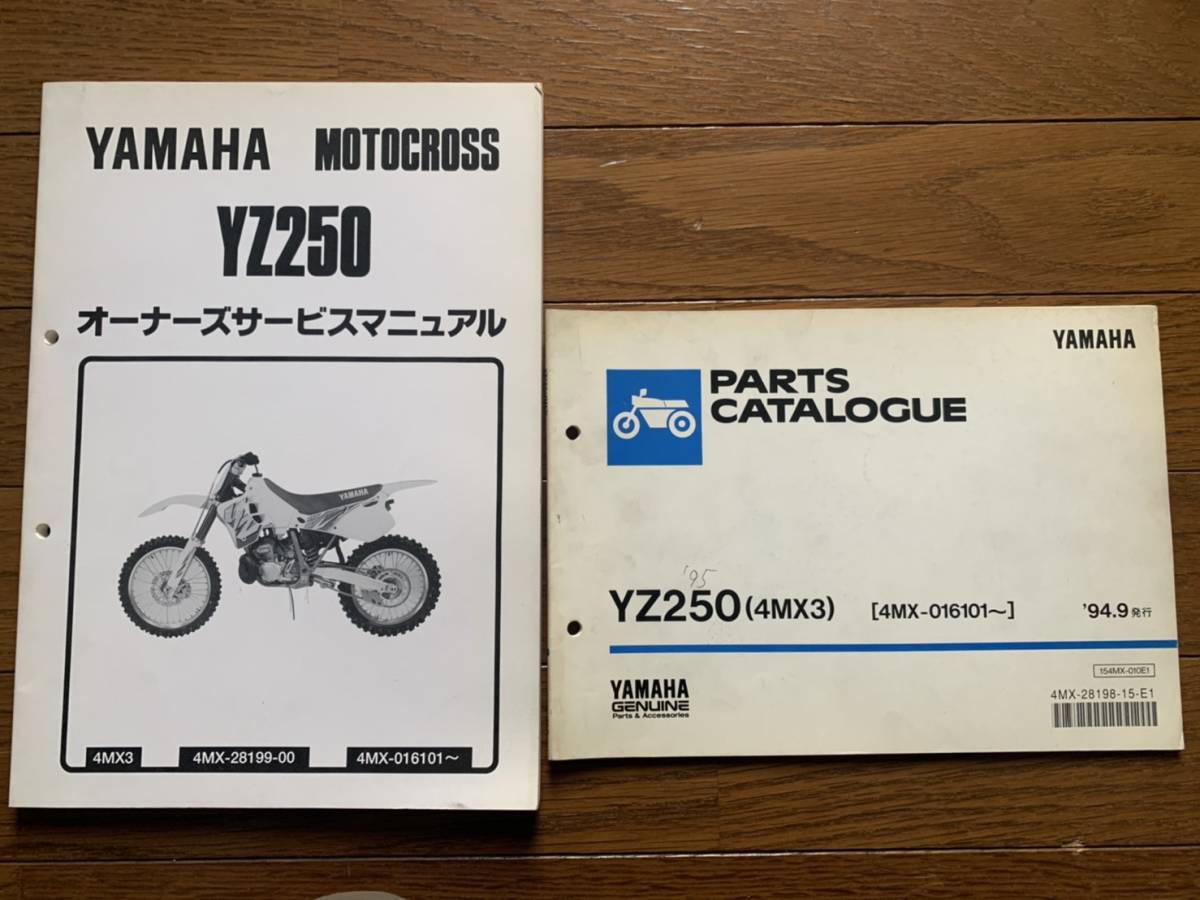 YAMAHA MOTOCROSS
YZ250
オーナーズサービスマニュアル
YAMAHA
4MX3 4MX-28199-00 4MX-016101～
YAMAHA
PARTS
CATALOGUE
'95
YZ250 (4MX3) [4MX-016101～] '94.9 発行
154MX-010E1
YAMAHA
GENUINE
Parts & Accessories
4MX-28198-15-E1